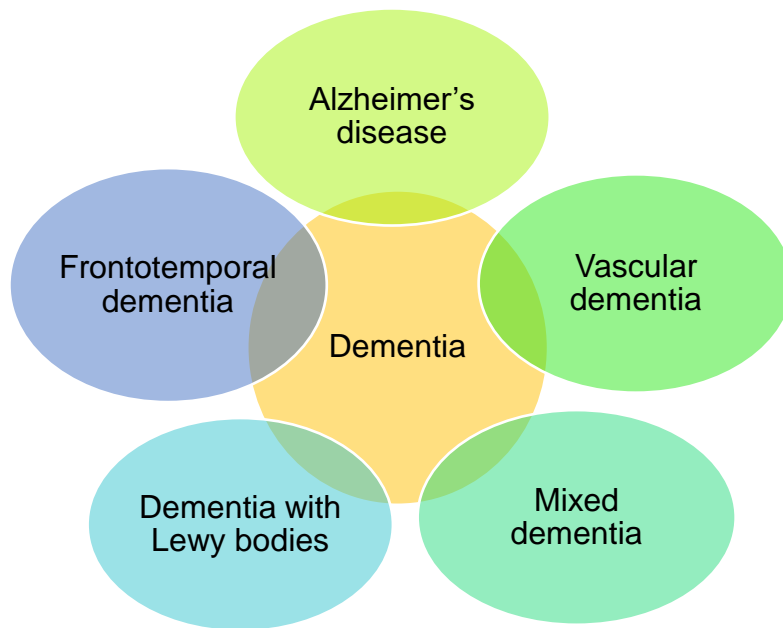 Alzheimer’s
disease
Frontotemporal
dementia
Vascular
dementia
Dementia
Dementia with
Lewy bodies
Mixed
dementia